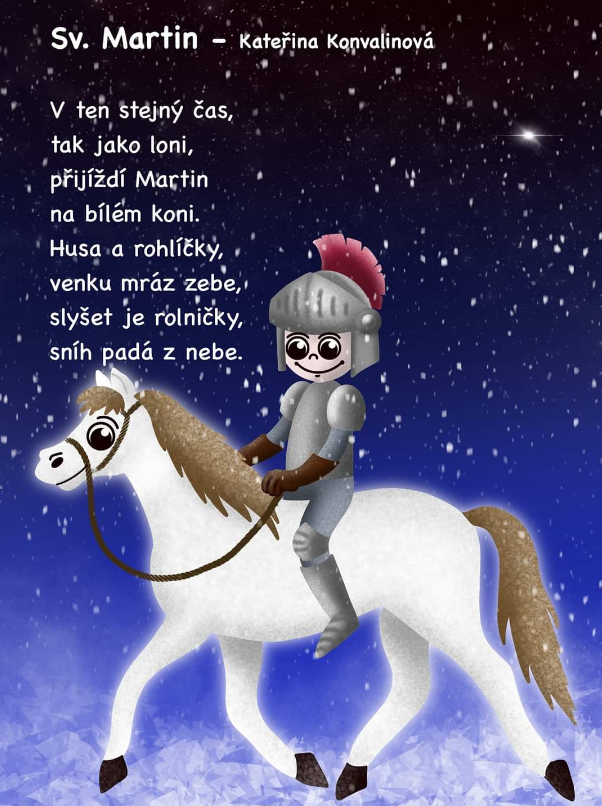 Sv. Martin – Kateřina Konvalinová
V ten stejný čas,
tak jako loni,
přijíždí Martin
na bílém koni.
Husa a rohlíčky,
venku mráz zebe,
slyšet je rolničky,
sníh padá z nebe.